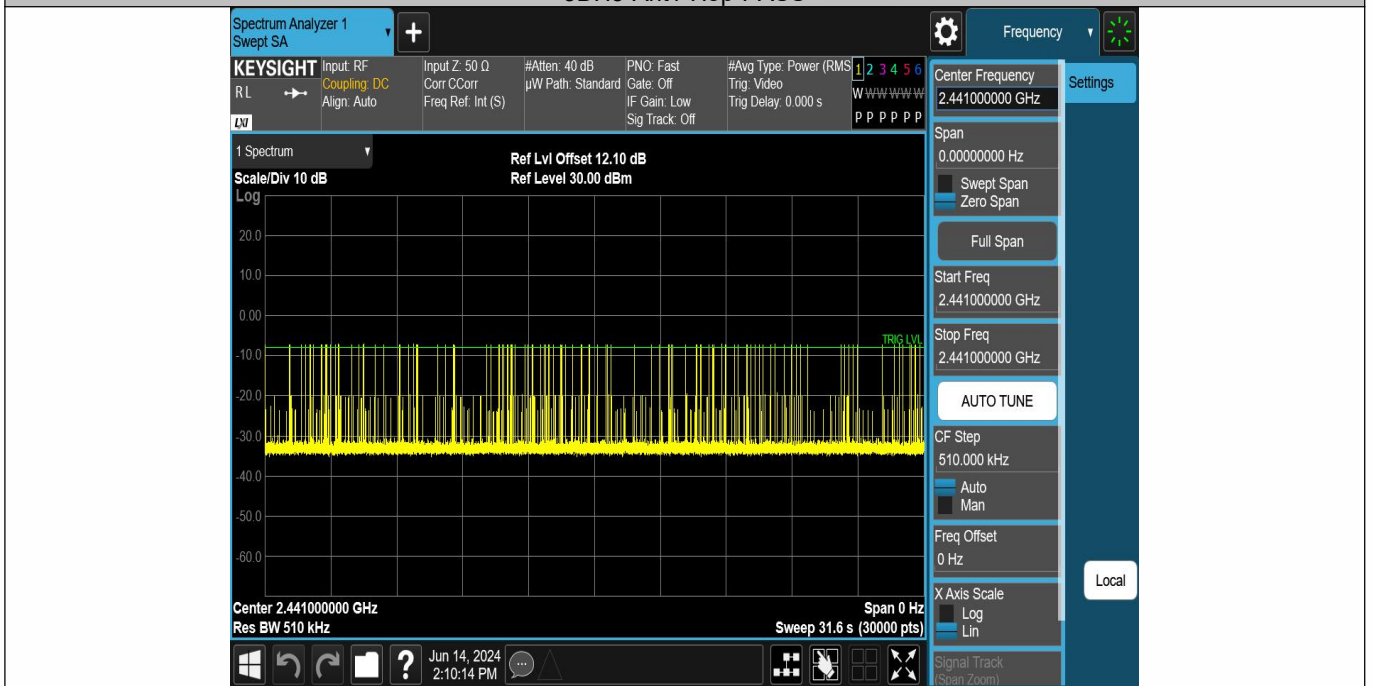 Spectrum Analyzer 1
Swept SA
+
Frequency
KEYSIGHT
RL
LXI
Input: RF
Coupling: DC
Align: Auto
Input Z: 50 Ω
Corr CCorr
Freq Ref: Int (S)
#Atten: 40 dB
µW Path: Standard
PNO: Fast
Gate: Off
IF Gain: Low
Sig Track: Off
#Avg Type: Power (RMS
Trig: Video
Trig Delay: 0.000 s
1 2 3 4 5 6
W W W W W W
P P P P P P
1 Spectrum
Scale/Div 10 dB
Ref Lvl Offset 12.10 dB
Ref Level 30.00 dBm
Log
20.0
10.0
0.00
-10.0
-20.0
-30.0
-40.0
-50.0
-60.0
TRIG LVL
Center 2.441000000 GHz
Res BW 510 kHz
Span 0 Hz
Sweep 31.6 s (30000 pts)
Center Frequency
2.441000000 GHz
Settings
Span
0.00000000 Hz
Swept Span
Zero Span
Full Span
Start Freq
2.441000000 GHz
Stop Freq
2.441000000 GHz
AUTO TUNE
CF Step
510.000 kHz
Auto
Man
Freq Offset
0 Hz
X Axis Scale
Log
Lin
Local
Signal Track
(Span Zoom)
?
Jun 14, 2024
2:10:14 PM